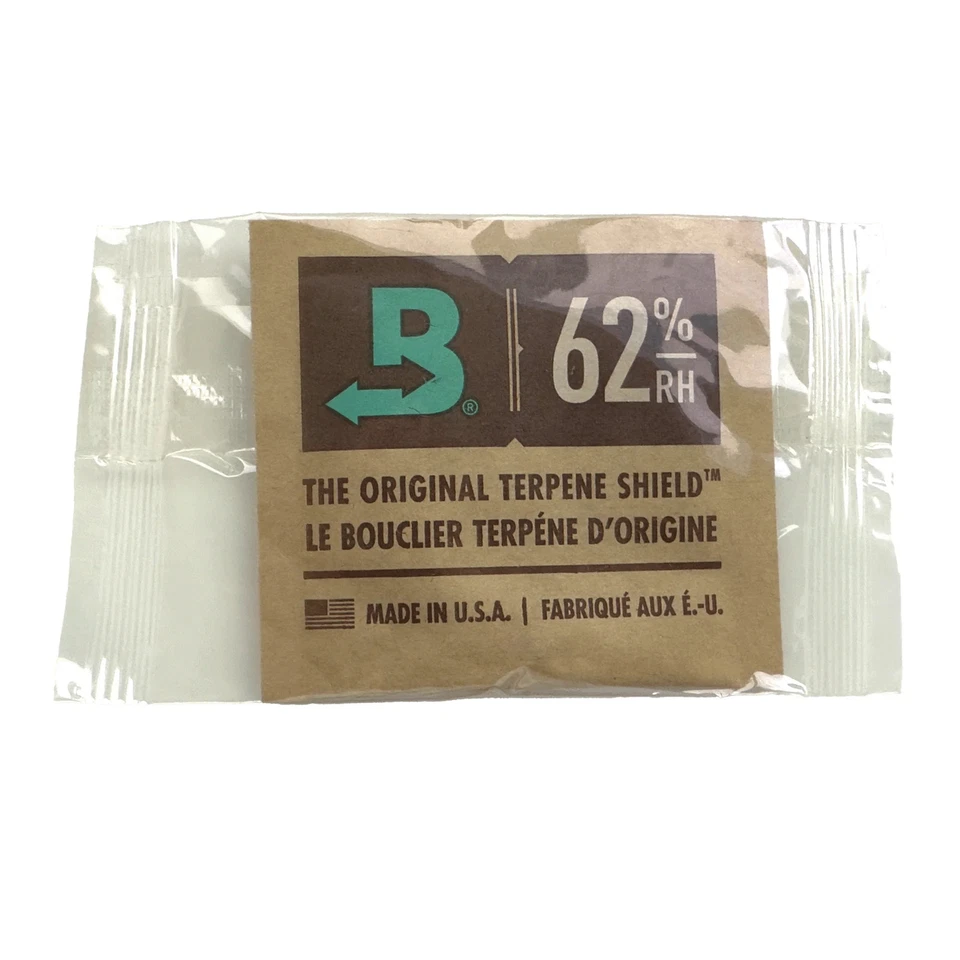 B®
62%
RH
THE ORIGINAL TERPENE SHIELD™
LE BOUCLIER TERPÉNE D'ORIGINE
MADE IN U.S.A. | FABRIQUÉ AUX É.-U.